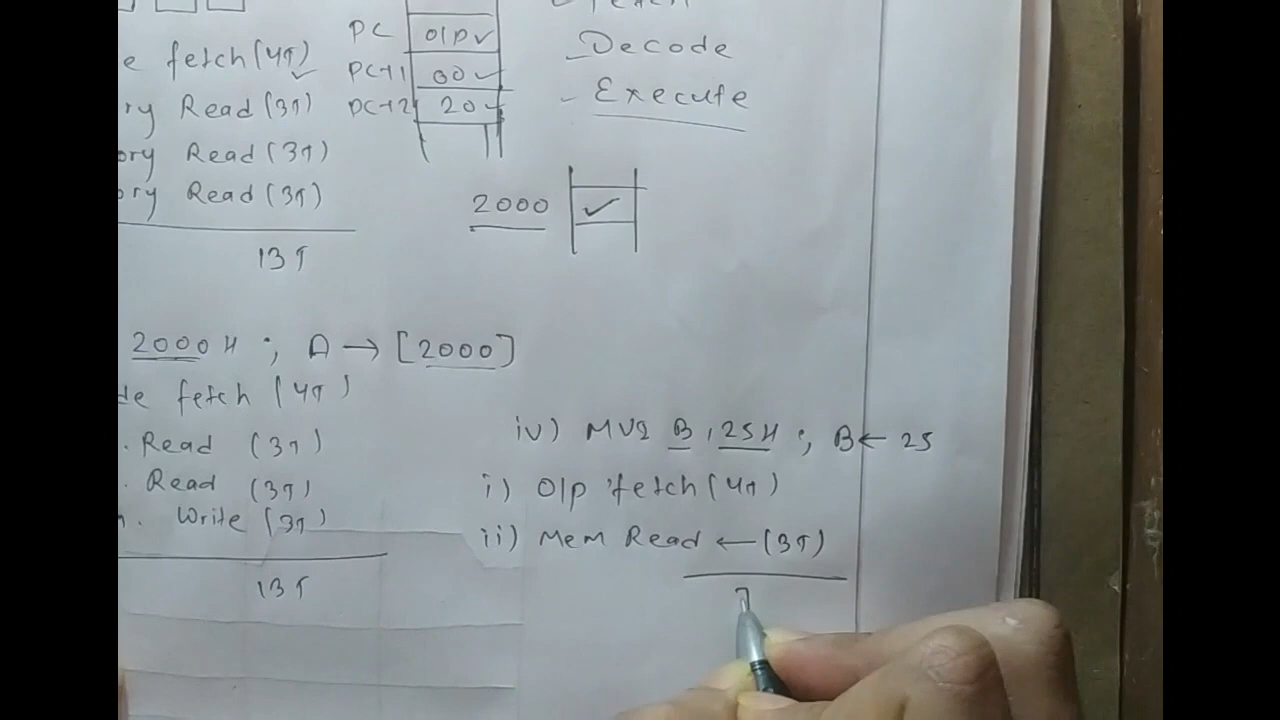 e fetch (4T)
ry Read (3T)
ory Read (3T)
ory Read (3T)
13T
PC O/P
PC+1 00
PC+2 20
Fetch
Decode
Execute
2000
2000 H ; A → [2000]
de fetch (4T)
. Read (3T)
. Read (3T)
. Write (3T)
13T
iv) MVI B, 25H ; B ← 25
i) O/p fetch (4T)
ii) Mem Read ← (3T)
7